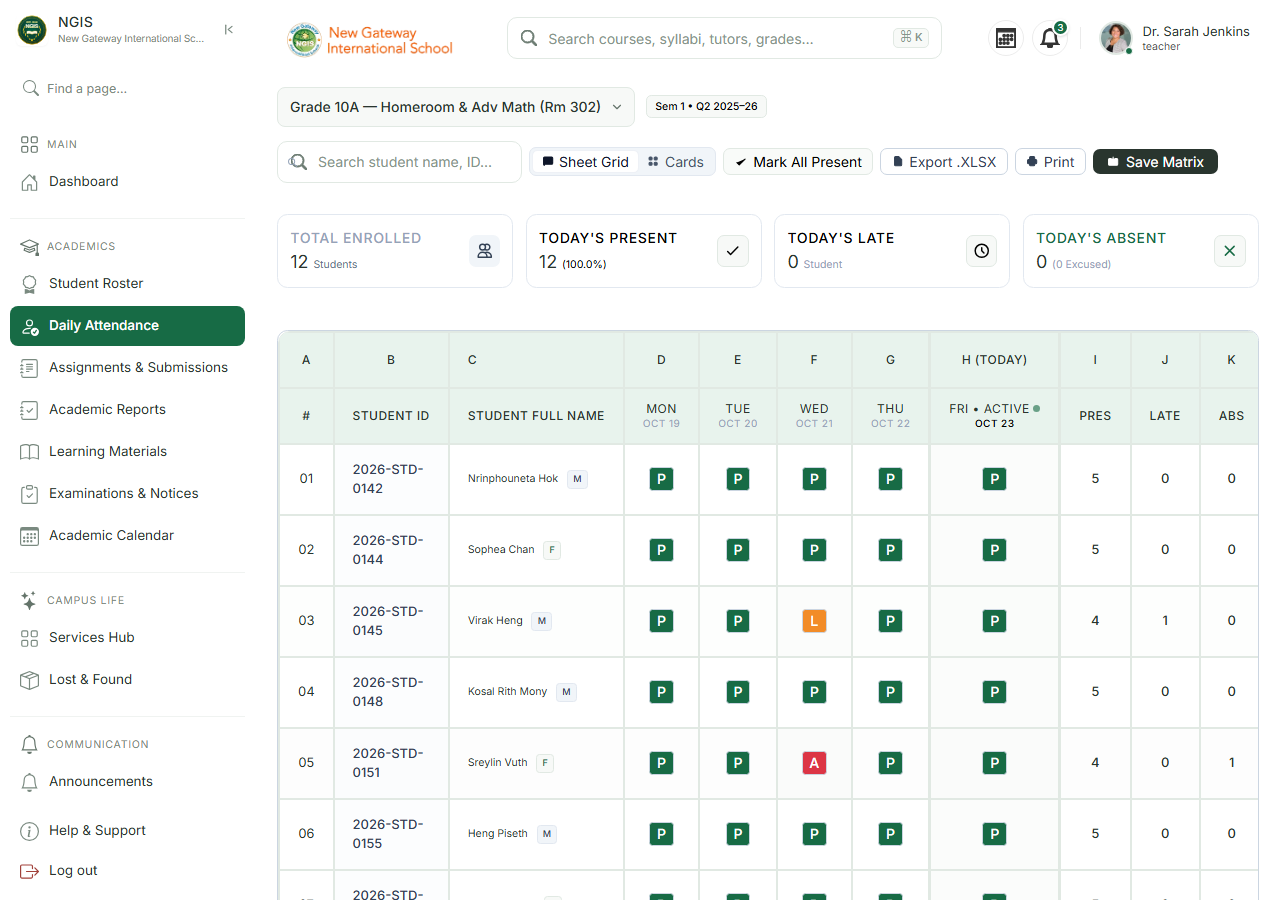 NGIS
New Gateway International Sc...
Find a page...
MAIN
Dashboard
ACADEMICS
Student Roster
Daily Attendance
Assignments & Submissions
Academic Reports
Learning Materials
Examinations & Notices
Academic Calendar
CAMPUS LIFE
Services Hub
Lost & Found
COMMUNICATION
Announcements
Help & Support
Log out
NGIS
New Gateway
International School
Search courses, syllabi, tutors, grades...
⌘ K
3
Dr. Sarah Jenkins
teacher
Grade 10A — Homeroom & Adv Math (Rm 302)
Sem 1 • Q2 2025–26
Search student name, ID...
Sheet Grid
Cards
Mark All Present
Export .XLSX
Print
Save Matrix
TOTAL ENROLLED
12 Students
TODAY'S PRESENT
12 (100.0%)
TODAY'S LATE
0 Student
TODAY'S ABSENT
0 (0 Excused)
A B C D E F G H (TODAY) I J K
# STUDENT ID STUDENT FULL NAME MON TUE WED THU FRI • ACTIVE PRES LATE ABS
OCT 19 OCT 20 OCT 21 OCT 22 OCT 23
01 2026-STD-0142 Nrinphouneta Hok M P P P P P 5 0 0
02 2026-STD-0144 Sophea Chan F P P P P P 5 0 0
03 2026-STD-0145 Virak Heng M P P L P P 4 1 0
04 2026-STD-0148 Kosal Rith Mony M P P P P P 5 0 0
05 2026-STD-0151 Sreylin Vuth F P P A P P 4 0 1
06 2026-STD-0155 Heng Piseth M P P P P P 5 0 0
2026-STD-